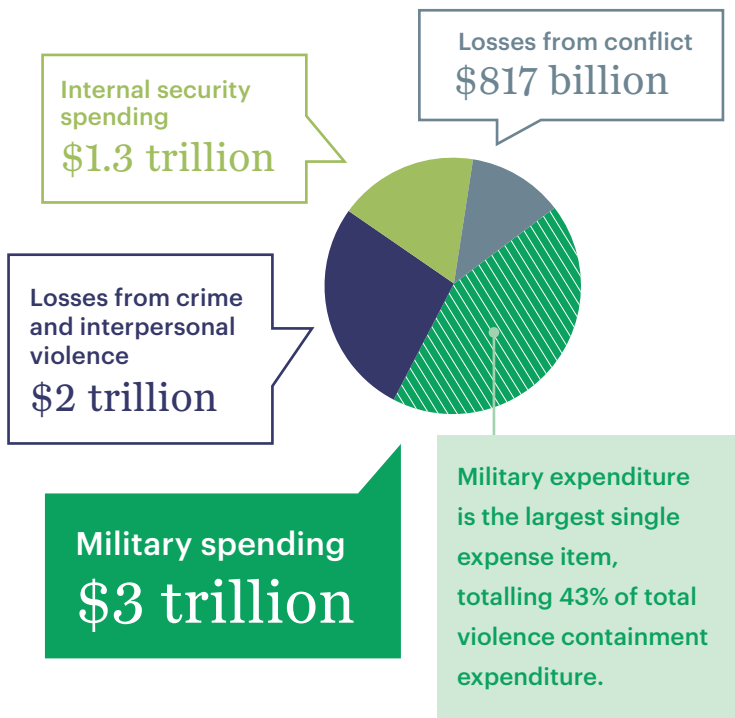 Losses from conflict
$817 billion
Internal security
spending
$1.3 trillion
Losses from crime
and interpersonal
violence
$2 trillion
Military spending
$3 trillion
Military expenditure
is the largest single
expense item,
totalling 43% of total
violence containment
expenditure.